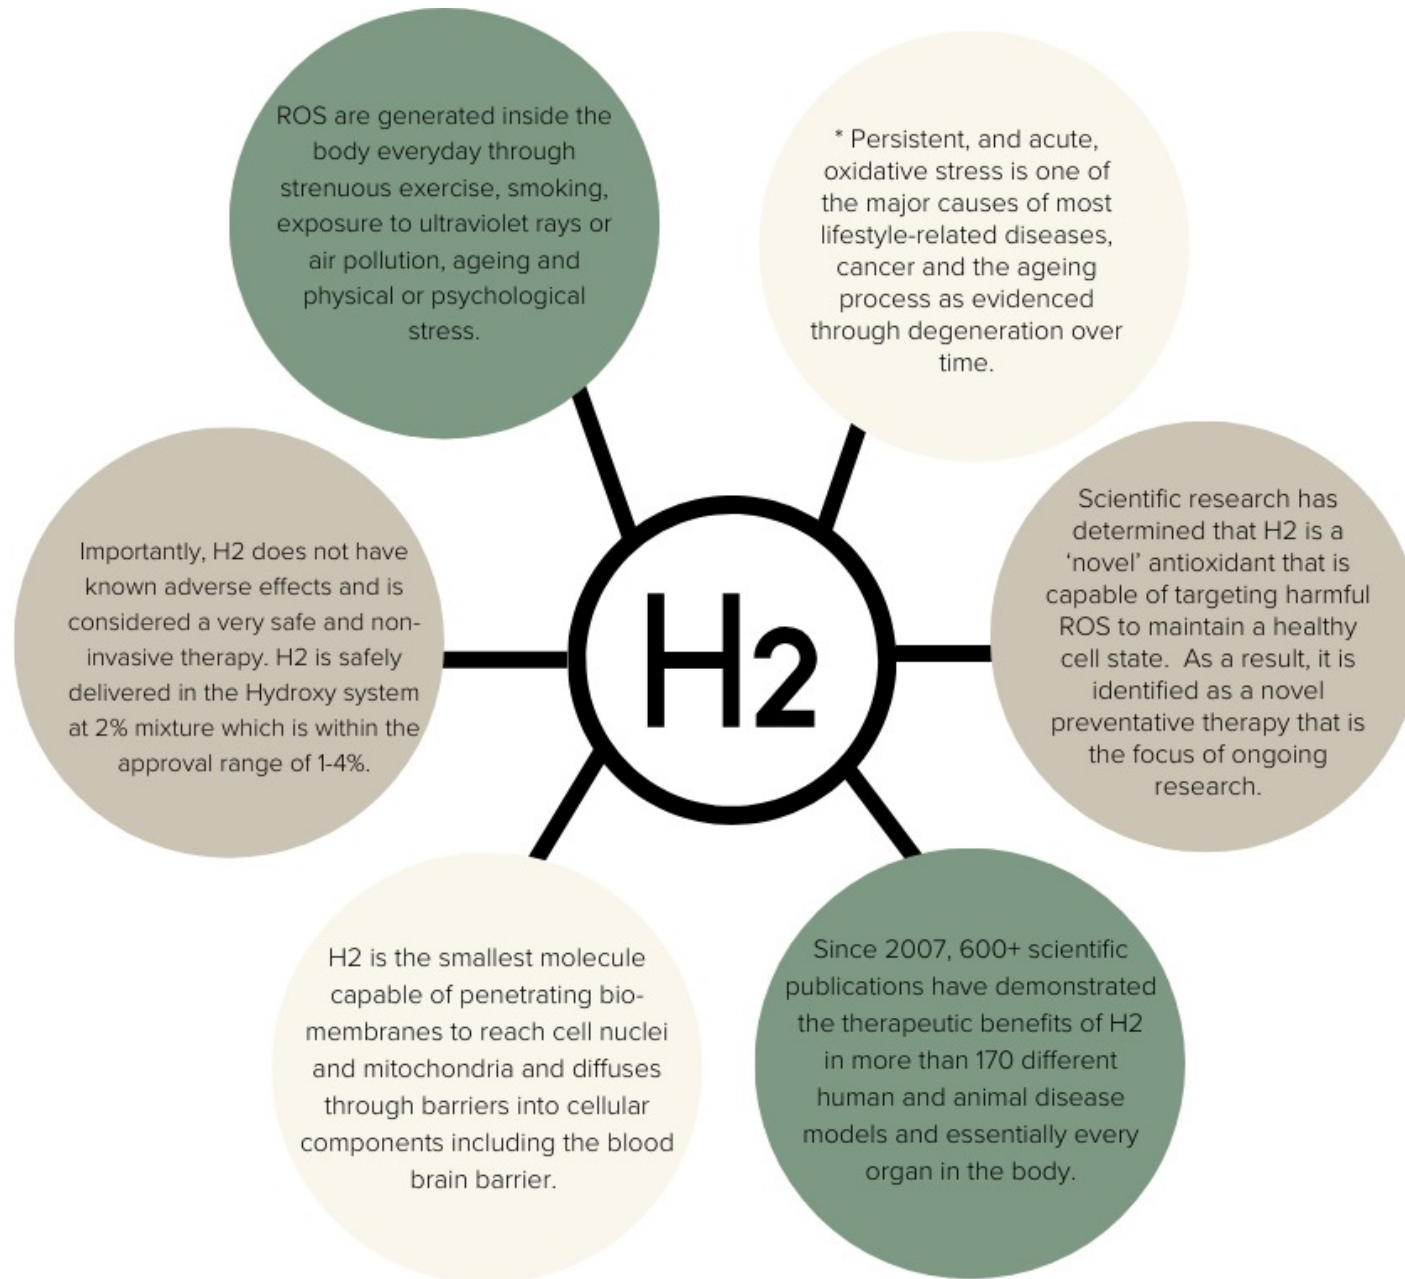 ROS are generated inside the
body everyday through
strenuous exercise, smoking,
exposure to ultraviolet rays or
air pollution, ageing and
physical or psychological
stress.
* Persistent, and acute,
oxidative stress is one of
the major causes of most
lifestyle-related diseases,
cancer and the ageing
process as evidenced
through degeneration over
time.
Importantly, H2 does not have
known adverse effects and is
considered a very safe and non-
invasive therapy. H2 is safely
delivered in the Hydroxy system
at 2% mixture which is within the
approval range of 1-4%.
H2
Scientific research has
determined that H2 is a
‘novel’ antioxidant that is
capable of targeting harmful
ROS to maintain a healthy
cell state. As a result, it is
identified as a novel
preventative therapy that is
the focus of ongoing
research.
H2 is the smallest molecule
capable of penetrating bio-
membranes to reach cell nuclei
and mitochondria and diffuses
through barriers into cellular
components including the blood
brain barrier.
Since 2007, 600+ scientific
publications have demonstrated
the therapeutic benefits of H2
in more than 170 different
human and animal disease
models and essentially every
organ in the body.